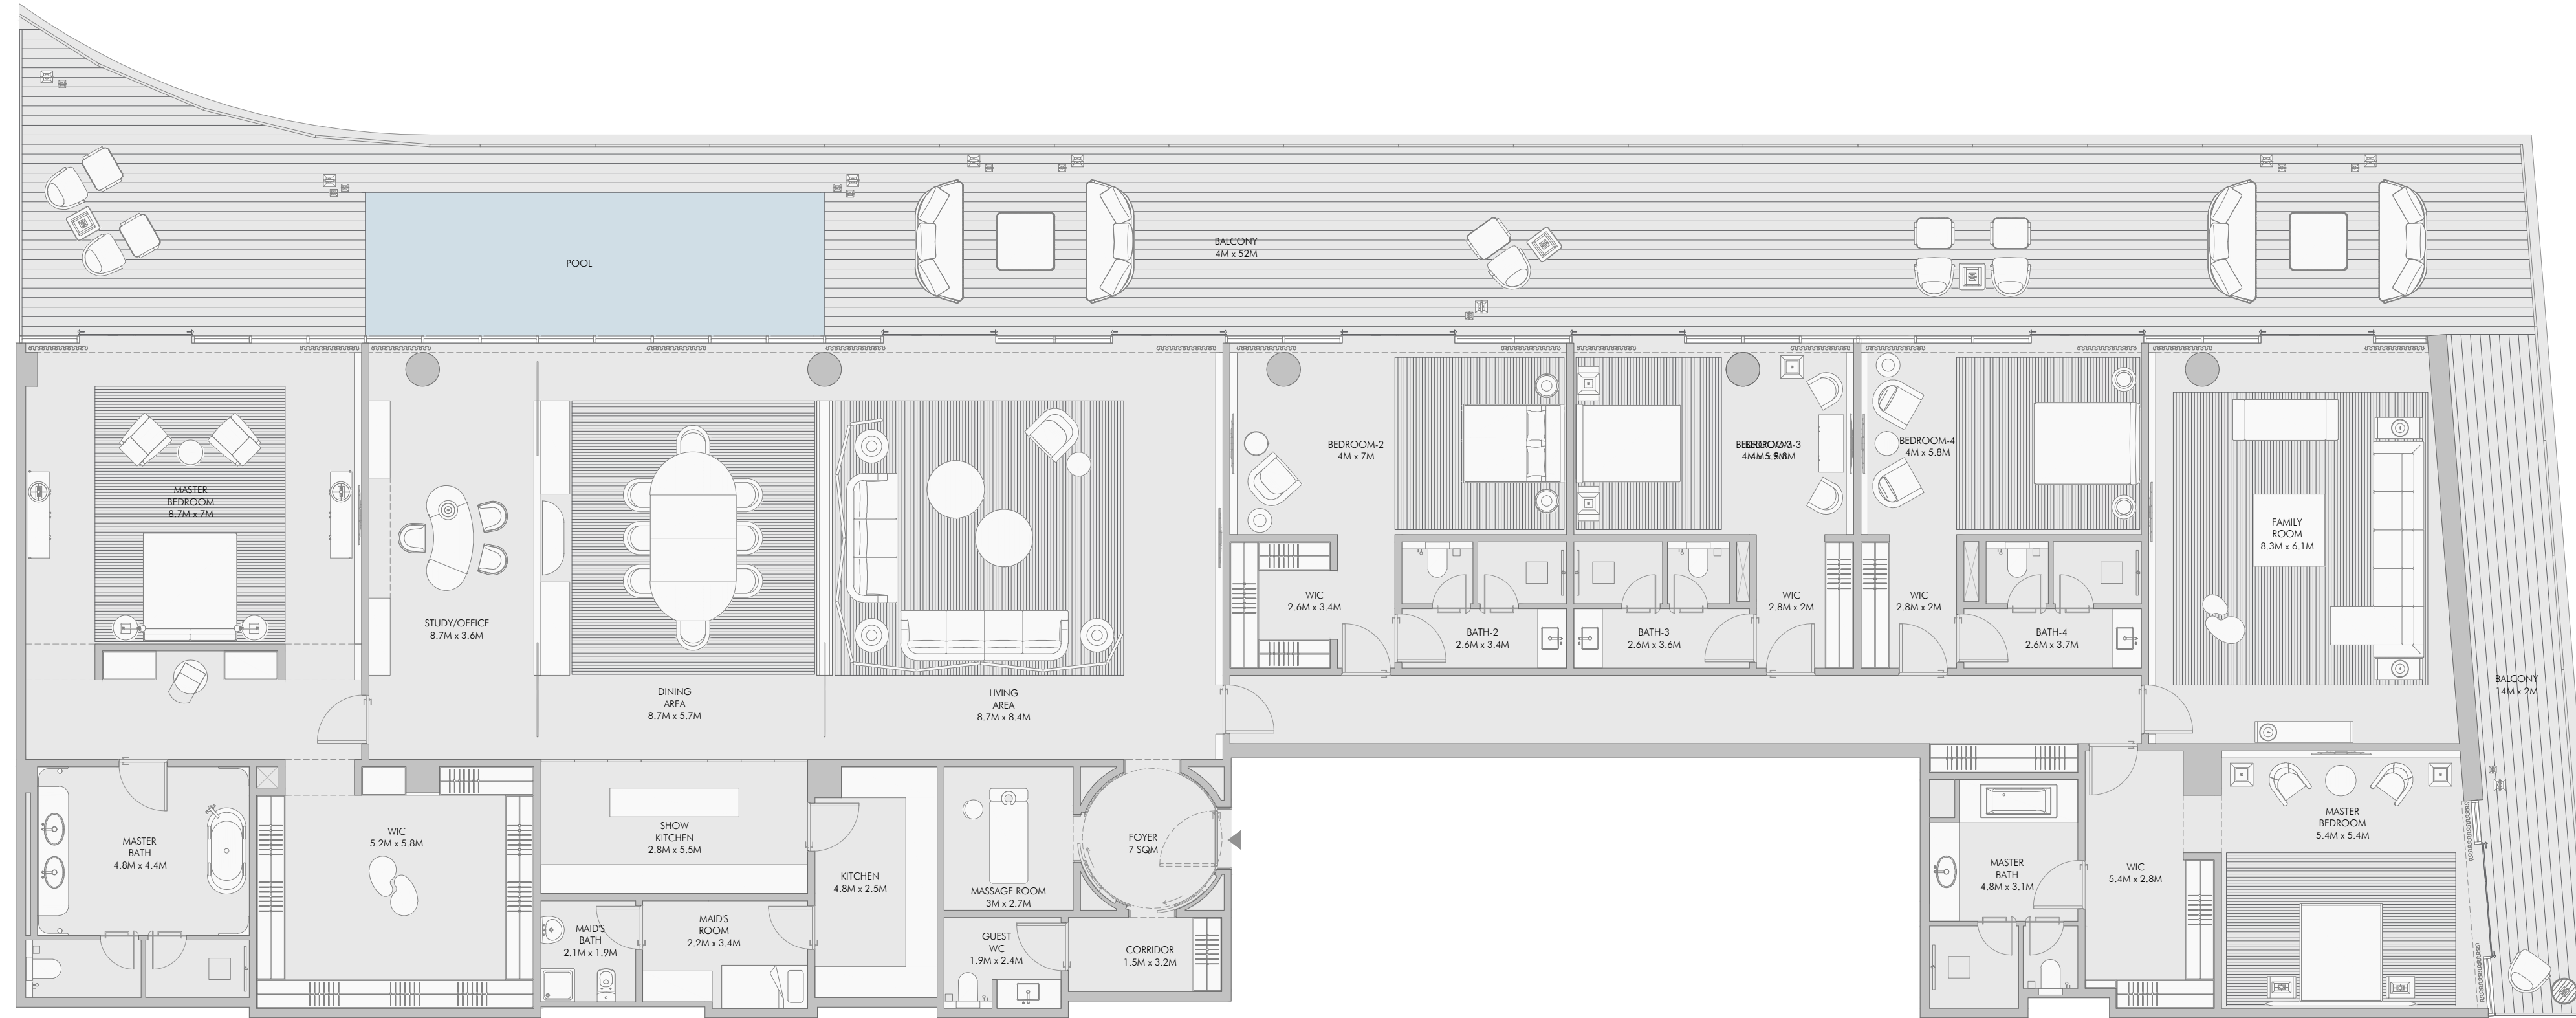 POOL
BALCONY
4M x 52M
MASTER
BEDROOM
8.7M x 7M
STUDY/OFFICE
8.7M x 3.6M
DINING
AREA
8.7M x 5.7M
LIVING
AREA
8.7M x 8.4M
BEDROOM-2
4M x 7M
BEDROOM-3
BEDROOM-4
4M x 5.8M
FAMILY
ROOM
8.3M x 6.1M
WIC
2.6M x 3.4M
BATH-2
2.6M x 3.4M
BATH-3
2.6M x 3.6M
WIC
2.8M x 2M
WIC
2.8M x 2M
BATH-4
2.6M x 3.7M
BALCONY
14M x 2M
MASTER
BATH
4.8M x 4.4M
WIC
5.2M x 5.8M
SHOW
KITCHEN
2.8M x 5.5M
KITCHEN
4.8M x 2.5M
MASSAGE ROOM
3M x 2.7M
FOYER
7 SQM
MAID'S
BATH
2.1M x 1.9M
MAID'S
ROOM
2.2M x 3.4M
GUEST
WC
1.9M x 2.4M
CORRIDOR
1.5M x 3.2M
MASTER
BATH
4.8M x 3.1M
WIC
5.4M x 2.8M
MASTER
BEDROOM
5.4M x 5.4M